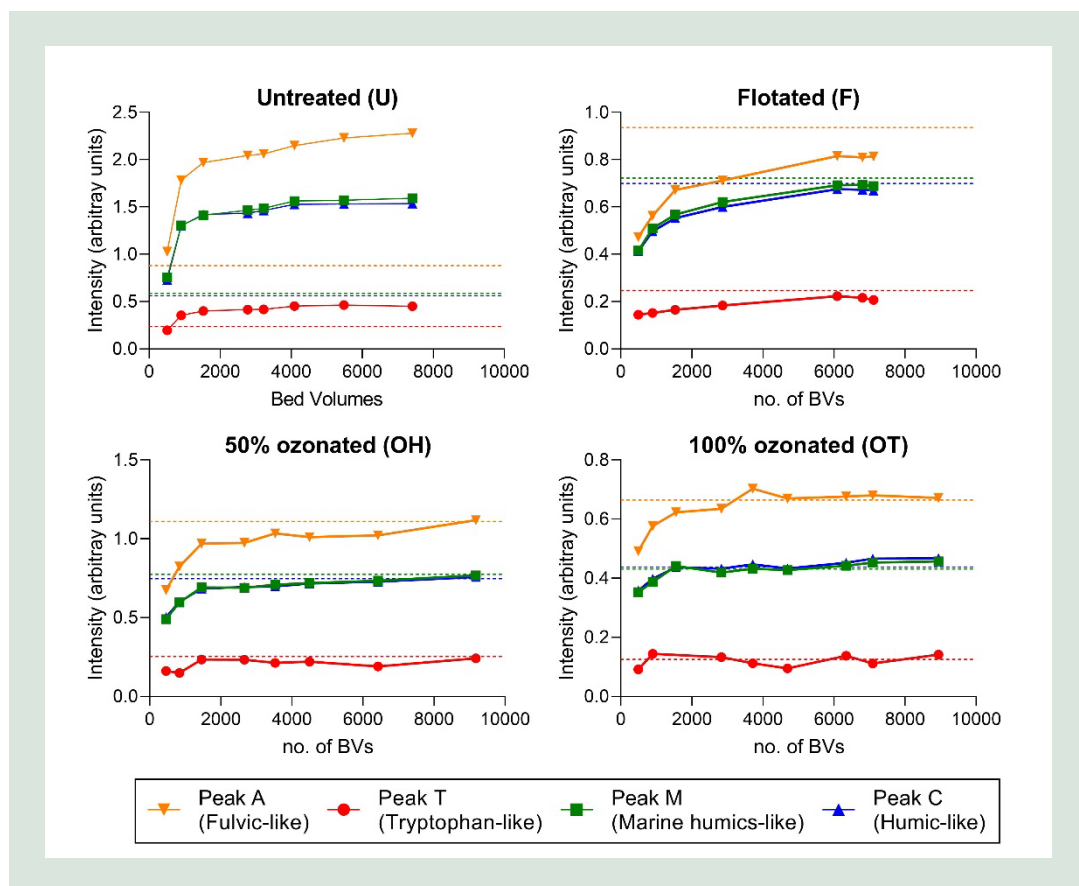 Untreated (U)
Intensity (arbitray units)
2.5
2.0
1.5
1.0
0.5
0.0
0 2000 4000 6000 8000 10000
Bed Volumes
Flotated (F)
Intensity (arbitray units)
1.0
0.8
0.6
0.4
0.2
0.0
0 2000 4000 6000 8000 10000
no. of BVs
50% ozonated (OH)
Intensity (arbitray units)
1.5
1.0
0.5
0.0
0 2000 4000 6000 8000 10000
no. of BVs
100% ozonated (OT)
Intensity (arbitray units)
0.8
0.6
0.4
0.2
0.0
0 2000 4000 6000 8000 10000
no. of BVs
Peak A
(Fulvic-like)
Peak T
(Tryptophan-like)
Peak M
(Marine humics-like)
Peak C
(Humic-like)